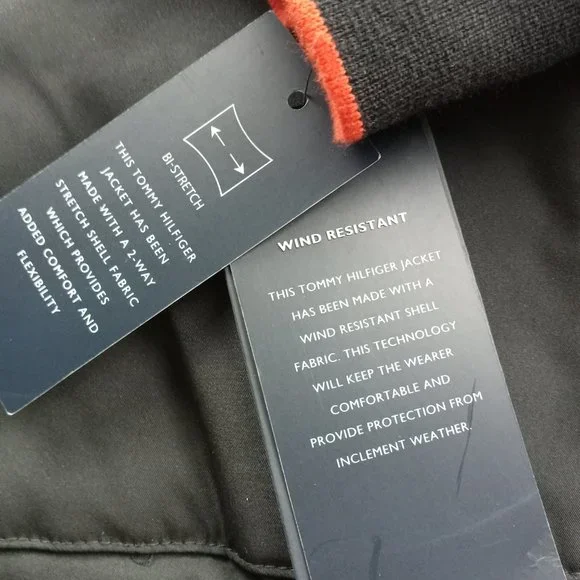 BI-STRETCH
THIS TOMMY HILFIGER
JACKET HAS BEEN
MADE WITH A 2-WAY
STRETCH SHELL FABRIC
WHICH PROVIDES
ADDED COMFORT AND
FLEXIBILITY
WIND RESISTANT
THIS TOMMY HILFIGER JACKET
HAS BEEN MADE WITH A
WIND RESISTANT SHELL
FABRIC. THIS TECHNOLOGY
WILL KEEP THE WEARER
COMFORTABLE AND
PROVIDE PROTECTION FROM
INCLEMENT WEATHER.